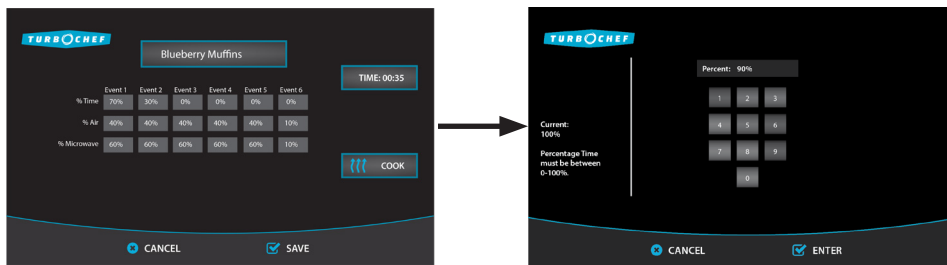 TURBOCHEF
Blueberry Muffins
TIME: 00:35
Event 1 Event 2 Event 3 Event 4 Event 5 Event 6
% Time 70% 30% 0% 0% 0% 0%
% Air 40% 40% 40% 40% 40% 10%
% Microwave 60% 60% 60% 60% 60% 10%
COOK
CANCEL SAVE
TURBOCHEF
Percent: 90%
1 2 3
4 5 6
7 8 9
0
Current:
100%
Percentage Time
must be between
0-100%.
CANCEL ENTER